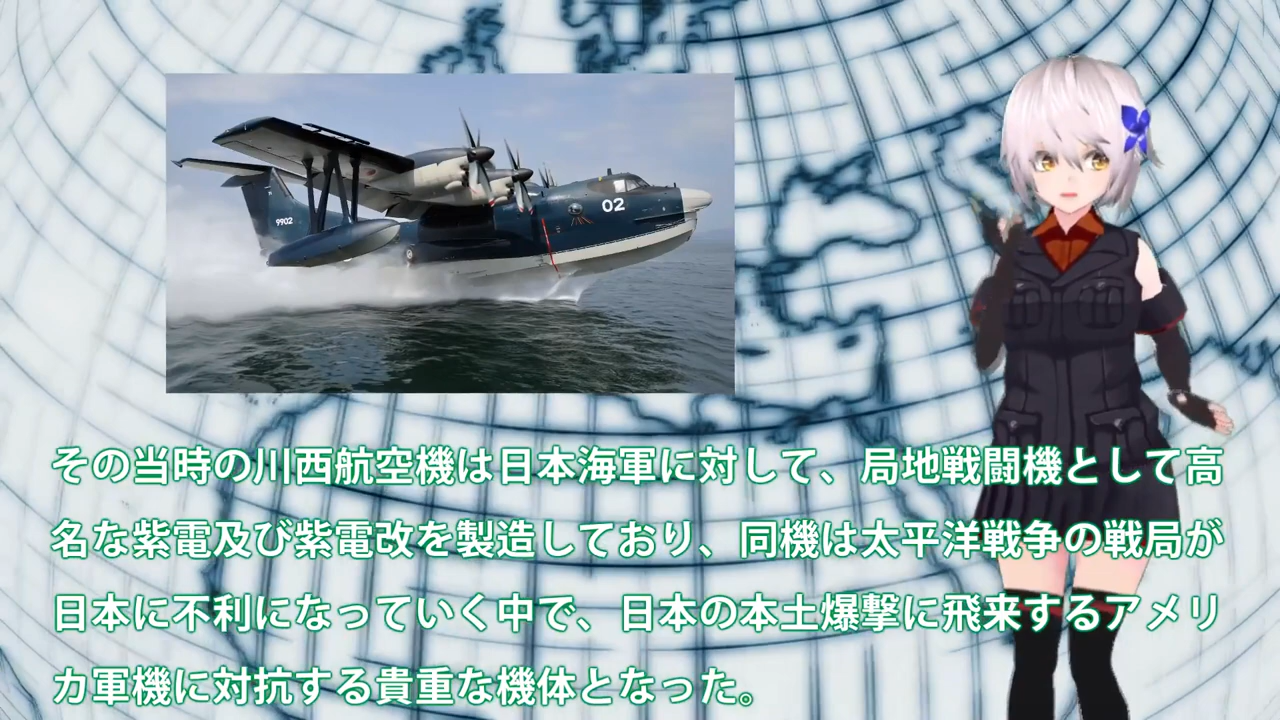 02
9902
その当時の川西航空機は日本海軍に対して、局地戦闘機として高
名な紫電及び紫電改を製造しており、同機は太平洋戦争の戦局が
日本に不利になっていく中で、日本の本土爆撃に飛来するアメリ
カ軍機に対抗する貴重な機体となった。